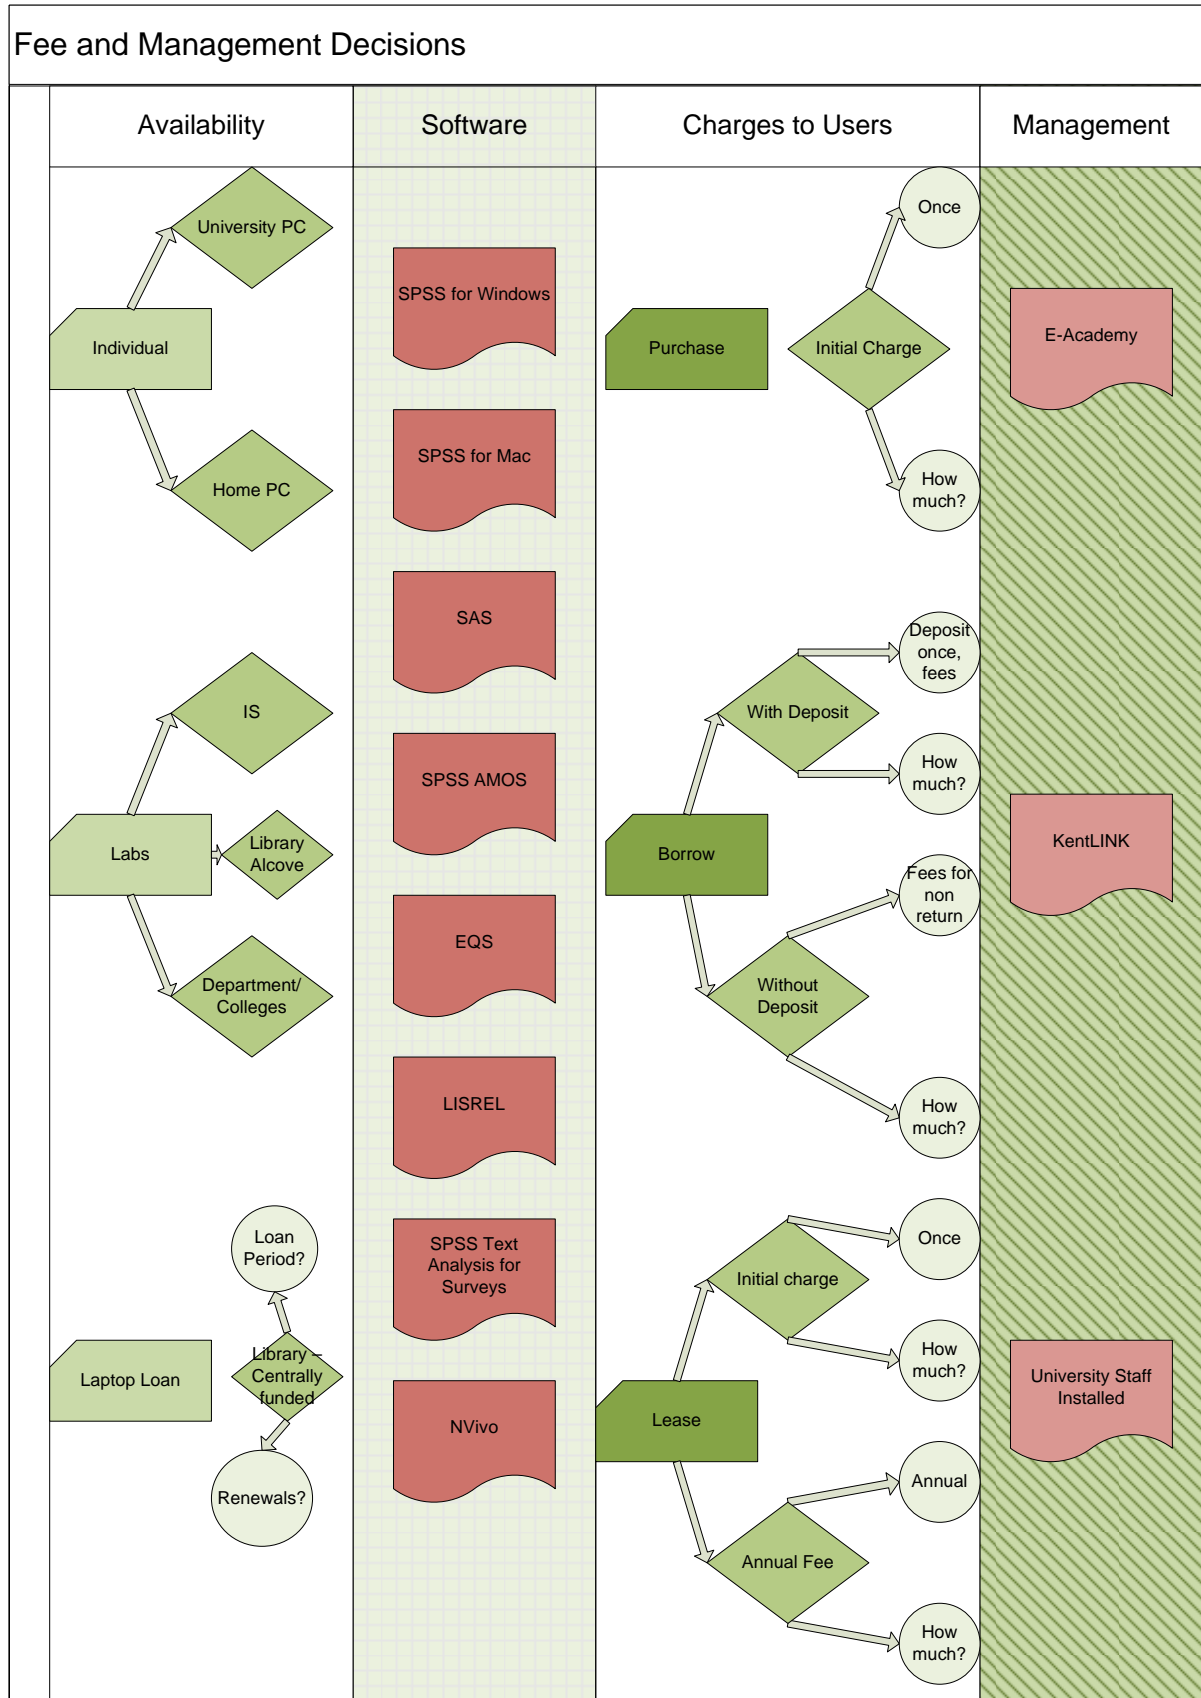 Fee and Management Decisions
Availability
Software
Charges to Users
Management
University PC
Individual
Home PC
IS
Labs
Library
Alcove
Department/
Colleges
Loan
Period?
Laptop Loan
Library –
Centrally
funded
Renewals?
SPSS for Windows
SPSS for Mac
SAS
SPSS AMOS
EQS
LISREL
SPSS Text
Analysis for
Surveys
NVivo
Once
Purchase
Initial Charge
How
much?
Deposit
once,
fees
With Deposit
How
much?
Borrow
Fees for
non
return
Without
Deposit
How
much?
Once
Initial charge
How
much?
Lease
Annual
Annual Fee
How
much?
E-Academy
KentLINK
University Staff
Installed